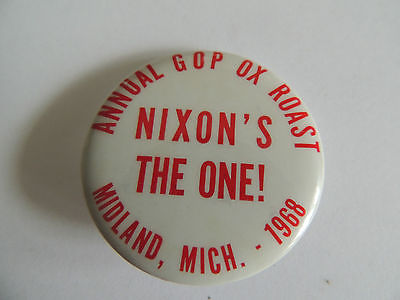 ANNUAL GOP OX ROAST
NIXON'S
THE ONE!
MIDLAND, MICH. - 1968